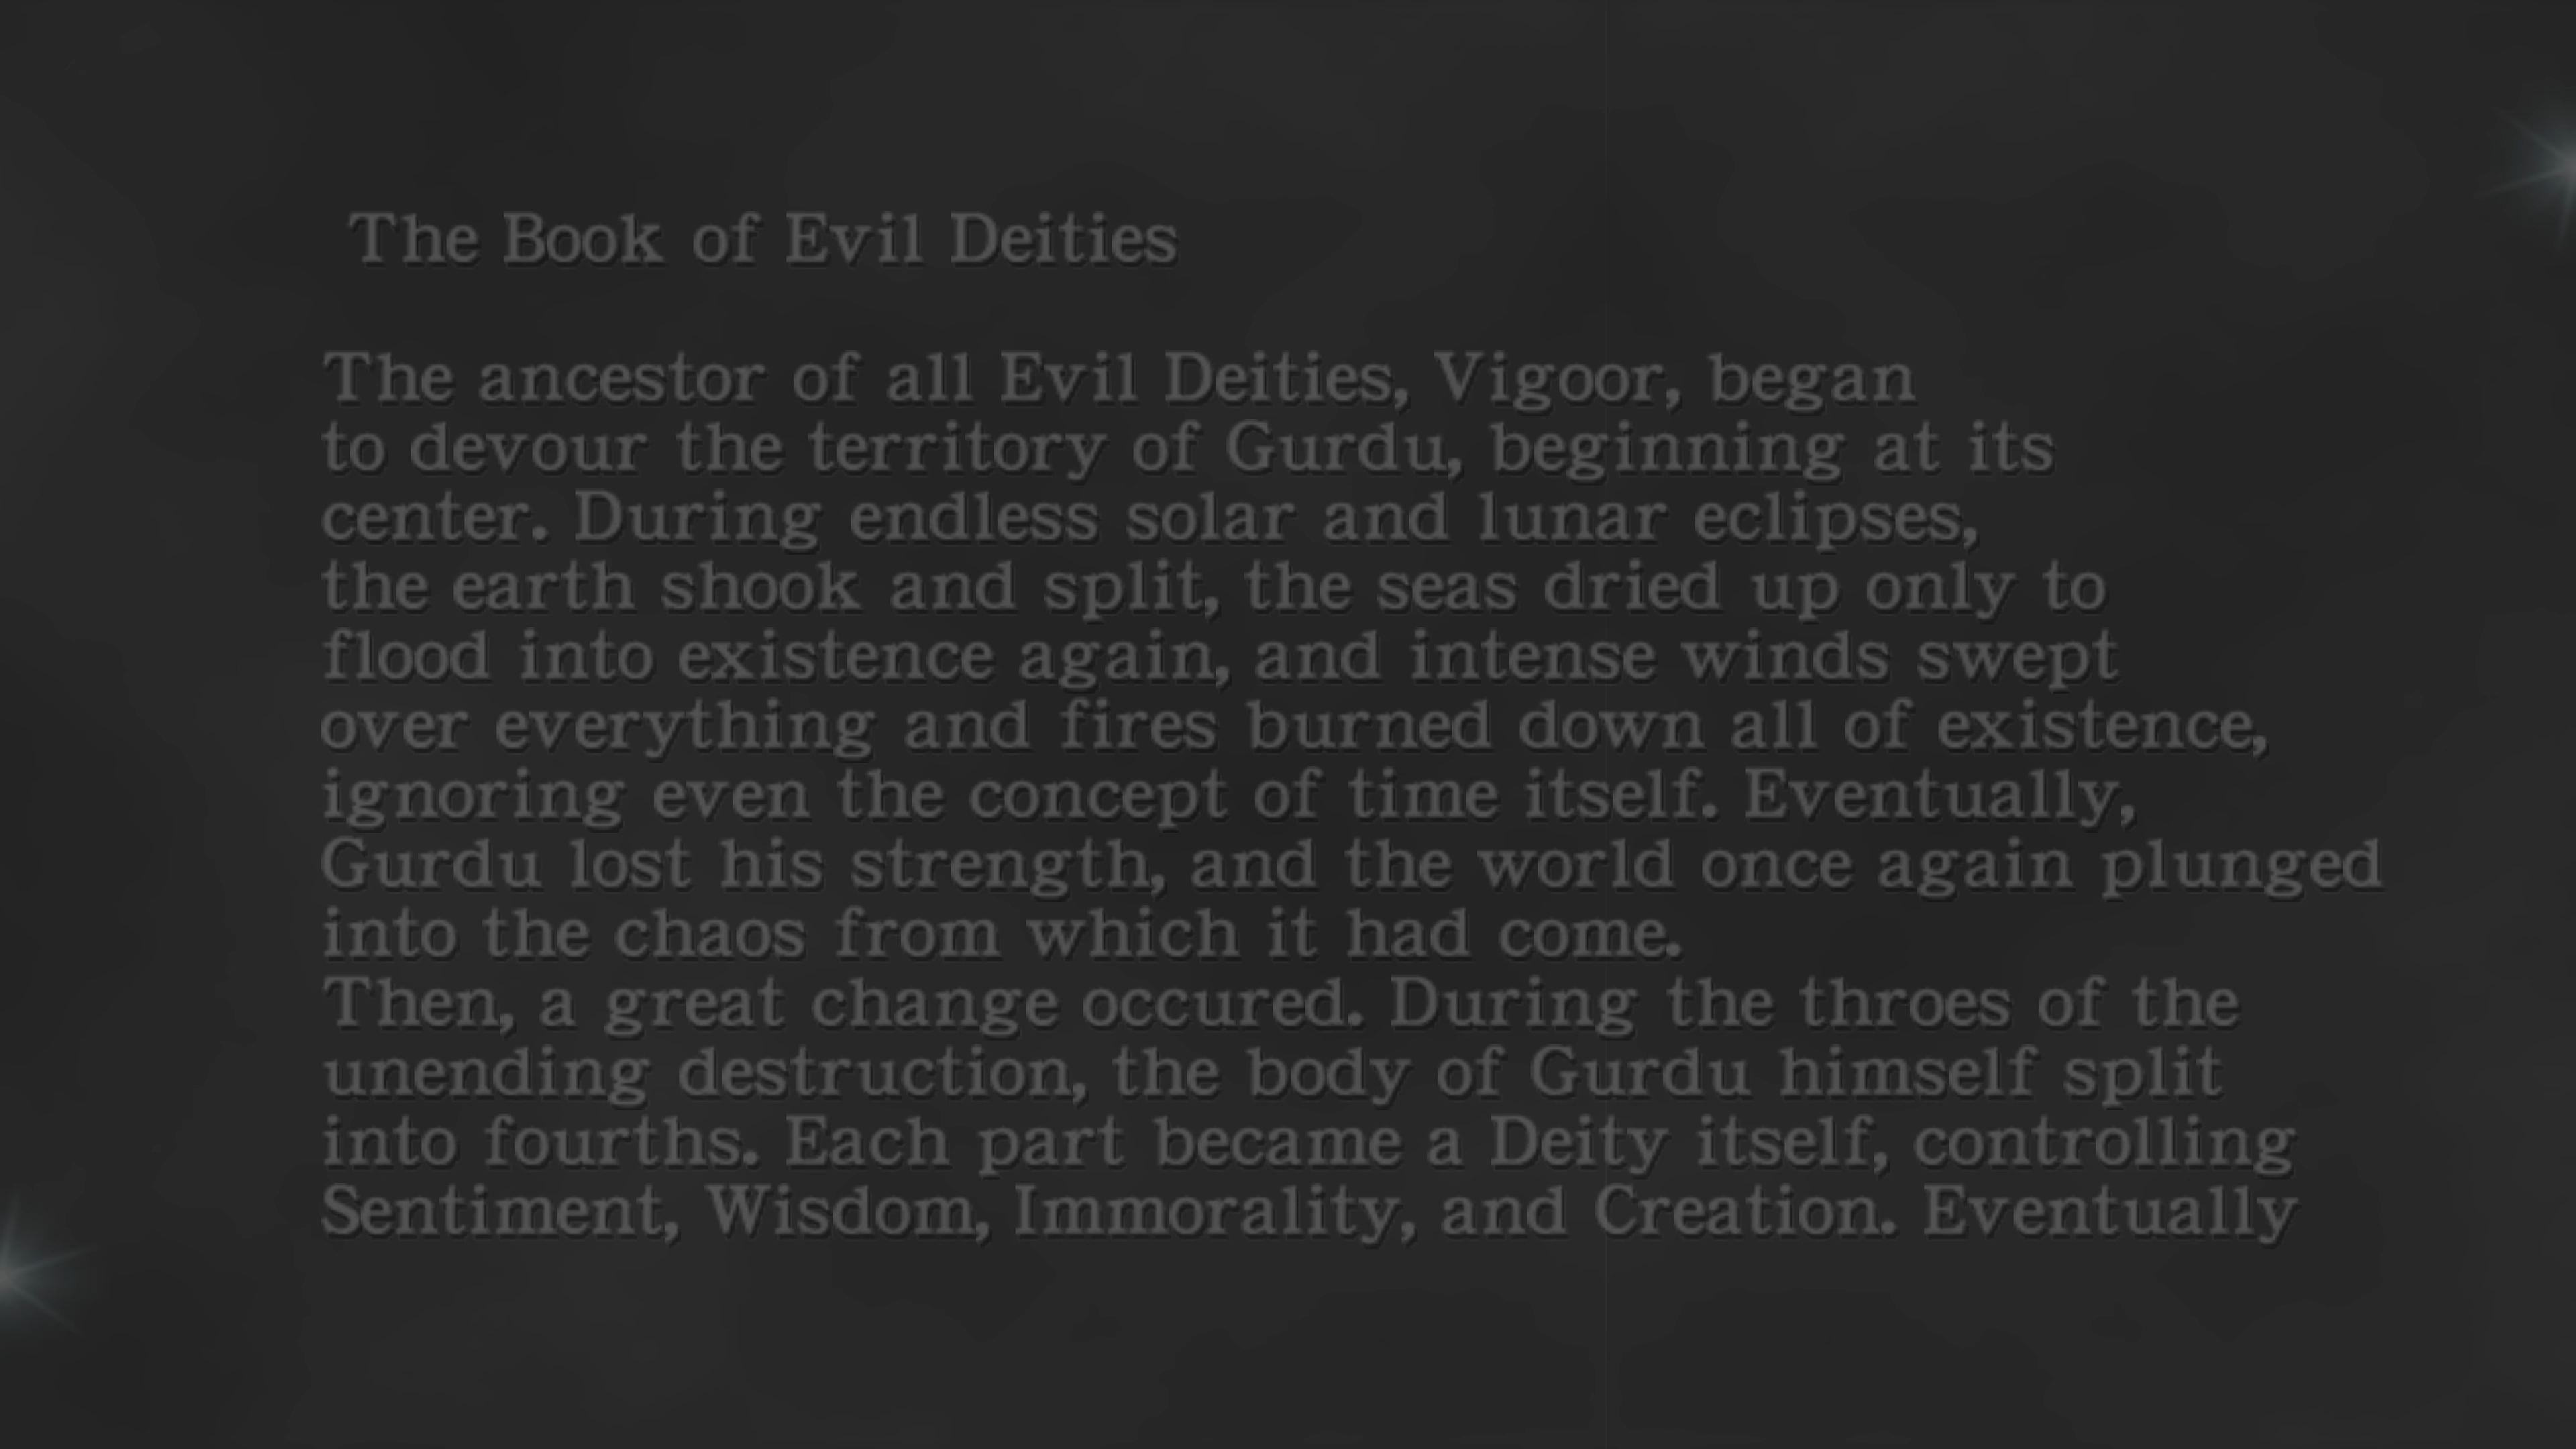 The Book of Evil Deities
The ancestor of all Evil Deities, Vigoor, began
to devour the territory of Gurdu, beginning at its
center. During endless solar and lunar eclipses,
the earth shook and split, the seas dried up only to
flood into existence again, and intense winds swept
over everything and fires burned down all of existence,
ignoring even the concept of time itself. Eventually,
Gurdu lost his strength, and the world once again plunged
into the chaos from which it had come.
Then, a great change occured. During the throes of the
unending destruction, the body of Gurdu himself split
into fourths. Each part became a Deity itself, controlling
Sentiment, Wisdom, Immorality, and Creation. Eventually